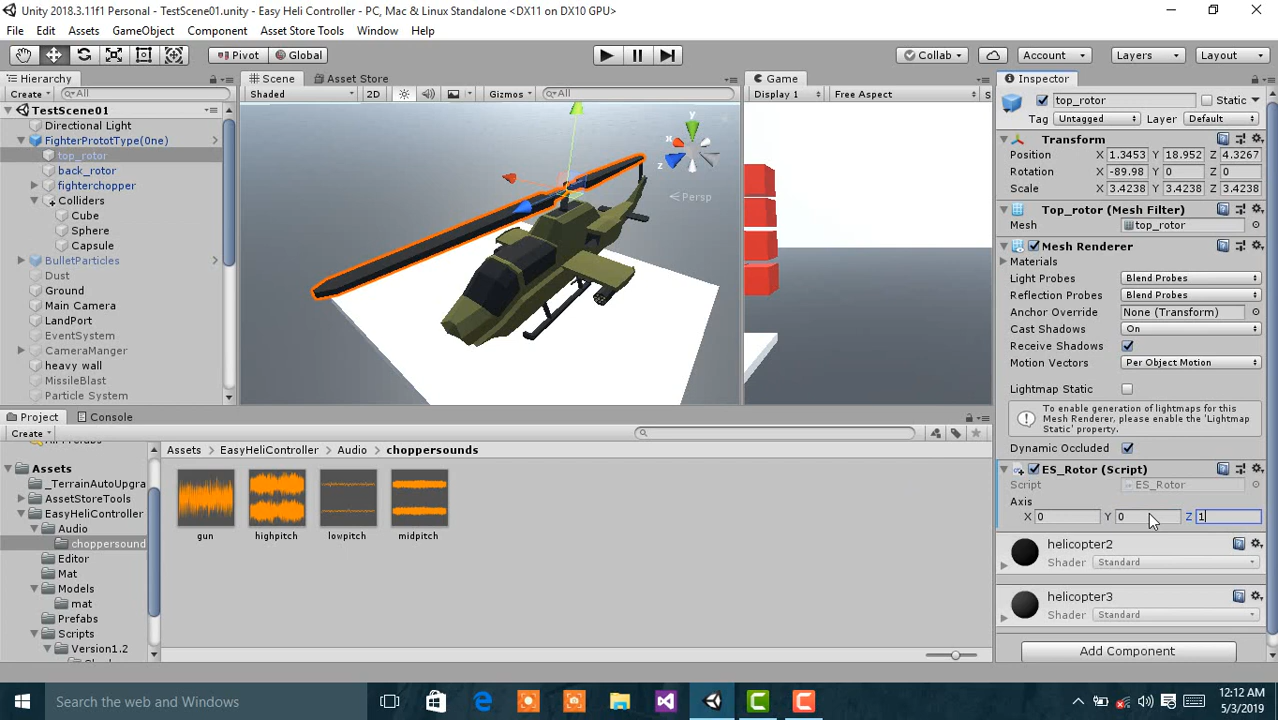 Unity 2018.3.11f1 Personal - TestScene01.unity - Easy Heli Controller - PC, Mac & Linux Standalone <DX11 on DX10 GPU>
File Edit Assets GameObject Component Asset Store Tools Window Help
Pivot Global Collab Account Layers Layout
Hierarchy
Create All
TestScene01
Directional Light
FighterPrototType(0ne)
top_rotor
back_rotor
fighterchopper
Colliders
Cube
Sphere
Capsule
BulletParticles
Dust
Ground
Main Camera
LandPort
EventSystem
CameraManger
heavy wall
MissileBlast
Particle System
Scene Asset Store
Shaded 2D Gizmos All
y
x
z
Persp
Game
Display 1 Free Aspect S
Inspector
top_rotor Static
Tag Untagged Layer Default
Transform
Position X 1.3453 Y 18.952 Z 4.3267
Rotation X -89.98 Y 0 Z 0
Scale X 3.4238 Y 3.4238 Z 3.4238
Top_rotor (Mesh Filter)
Mesh top_rotor
Mesh Renderer
Materials
Light Probes Blend Probes
Reflection Probes Blend Probes
Anchor Override None (Transform)
Cast Shadows On
Receive Shadows
Motion Vectors Per Object Motion
Lightmap Static
To enable generation of lightmaps for this
Mesh Renderer, please enable the 'Lightmap
Static' property.
Dynamic Occluded
ES_Rotor (Script)
Script ES_Rotor
Axis
X 0 Y 0 Z 1
helicopter2
Shader Standard
helicopter3
Shader Standard
Add Component
Project Console
Create
Assets
_TerrainAutoUpgra
AssetStoreTools
EasyHeliController
Audio
choppersound
Editor
Mat
Models
mat
Prefabs
Scripts
Version1.2
Assets EasyHeliController Audio choppersounds
gun highpitch lowpitch midpitch
Search the web and Windows
12:12 AM
5/3/2019